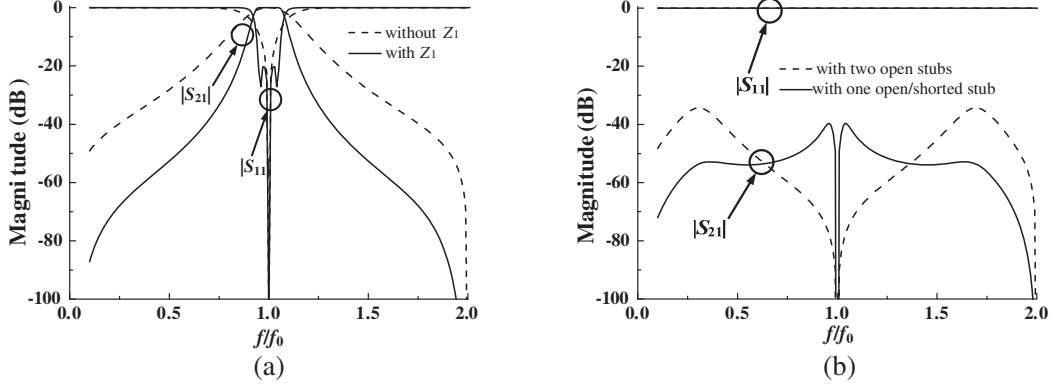 0
-20
-40
-60
-80
-100
0.0
0.5
1.0
1.5
2.0
Magnitude (dB)
f/f0
|S21|
|S11|
without Z1
with Z1
(a)
0
-20
-40
-60
-80
-100
0.0
0.5
1.0
1.5
2.0
Magnitude (dB)
f/f0
|S11|
with two open stubs
with one open/shorted stub
|S21|
(b)